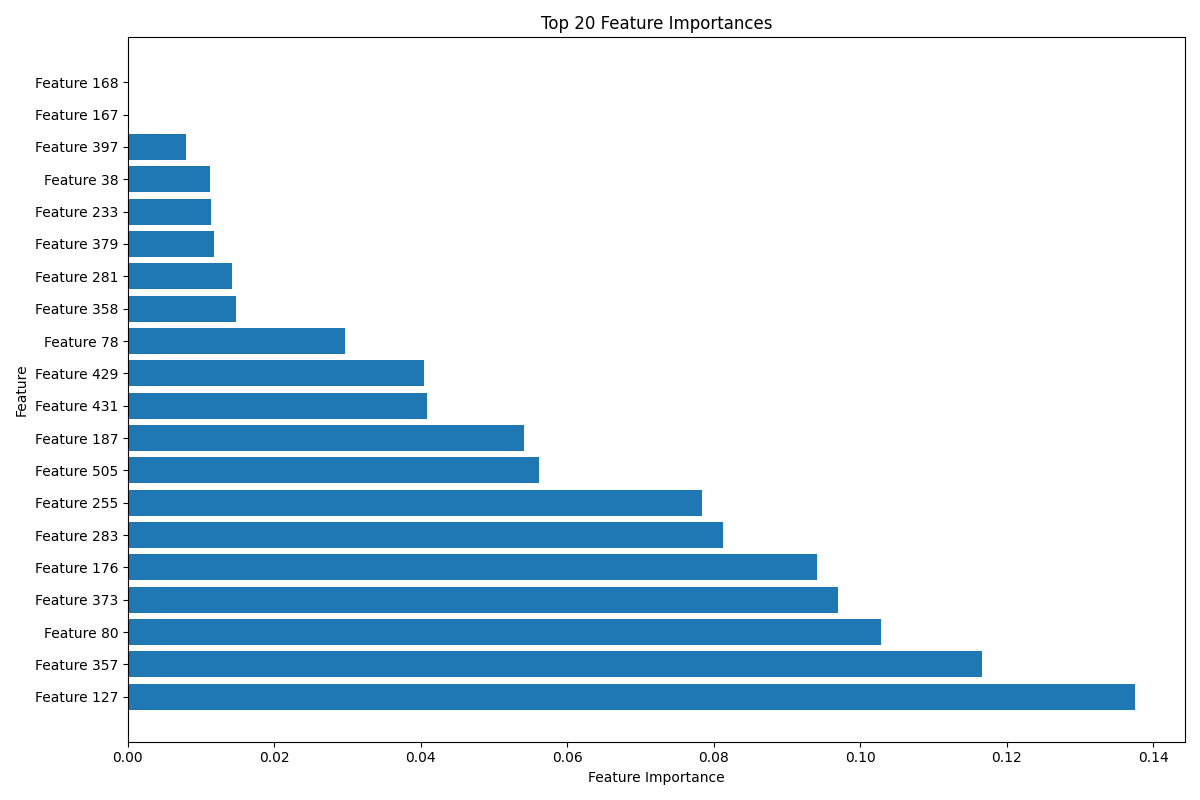 Top 20 Feature Importances
Feature
Feature 168
Feature 167
Feature 397
Feature 38
Feature 233
Feature 379
Feature 281
Feature 358
Feature 78
Feature 429
Feature 431
Feature 187
Feature 505
Feature 255
Feature 283
Feature 176
Feature 373
Feature 80
Feature 357
Feature 127
0.00 0.02 0.04 0.06 0.08 0.10 0.12 0.14
Feature Importance